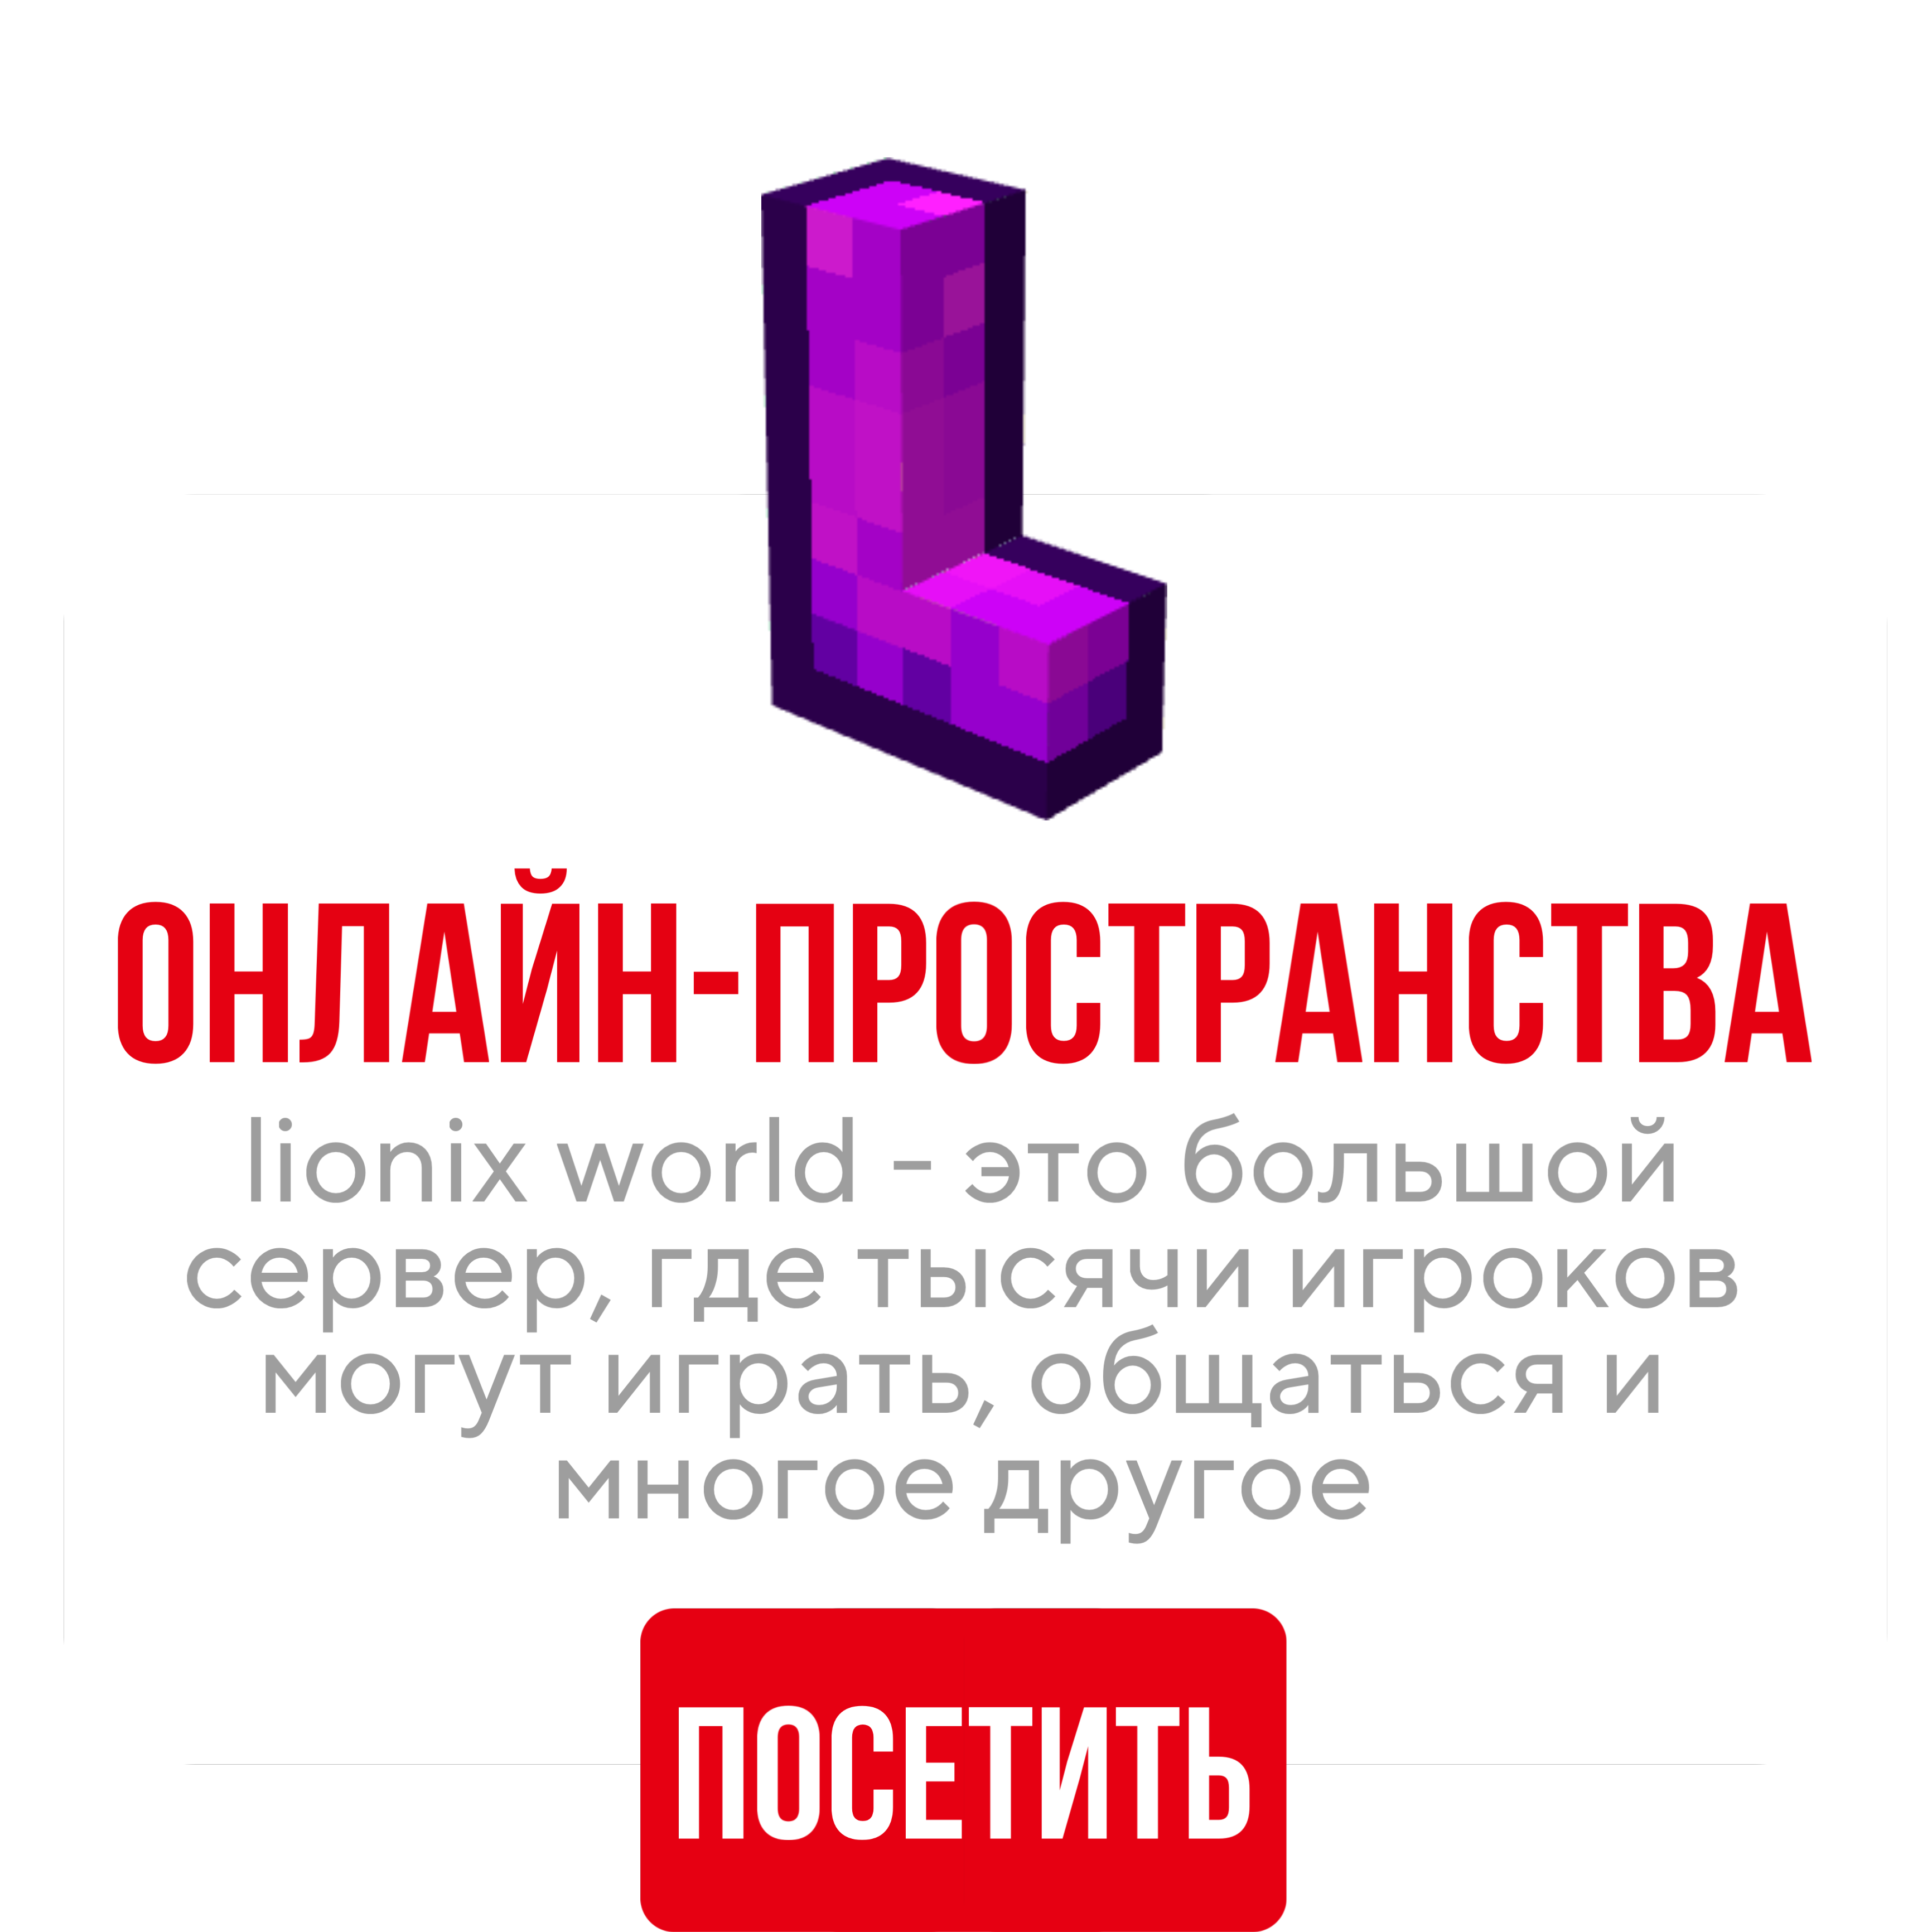 ОНЛАЙН-ПРОСТРАНСТВА
lionix world - это большой
сервер, где тысячи игроков
могут играть, общаться и
многое другое
ПОСЕТИТЬ